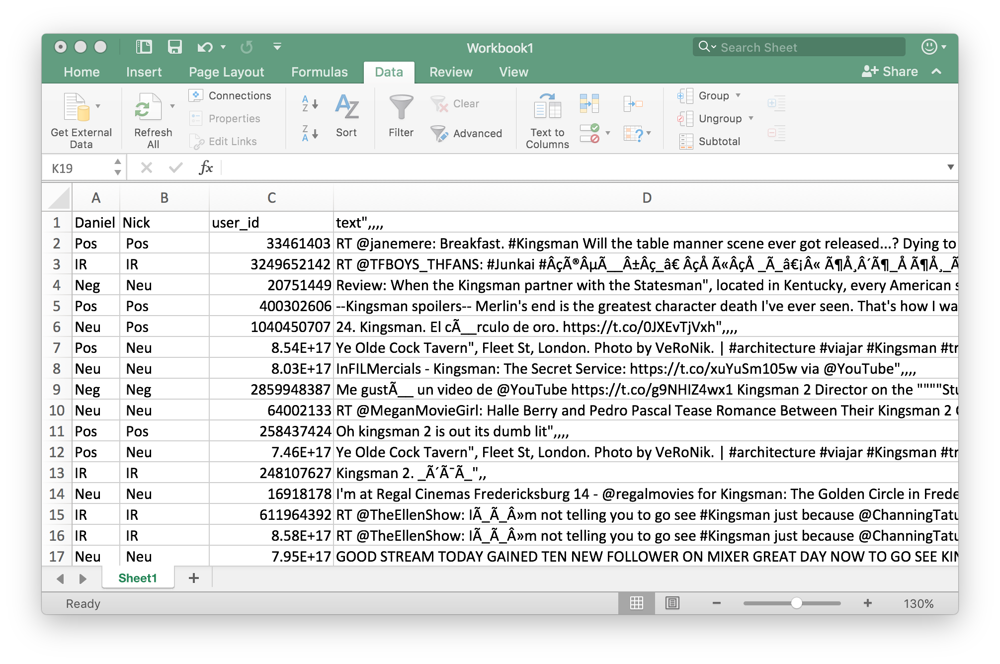 Workbook1
Search Sheet
Home Insert Page Layout Formulas Data Review View Share
Get External Data
Refresh All
Connections
Properties
Edit Links
A Z
Z A
Sort
Filter
Clear
Advanced
Text to Columns
Group
Ungroup
Subtotal
K19 fx
A B C D
1 Daniel Nick user_id text",,,,
2 Pos Pos 33461403 RT @janemere: Breakfast. #Kingsman Will the table manner scene ever got released...? Dying to
3 IR IR 3249652142 RT @TFBOYS_THFANS: #Junkai #ÂçÃ®ÂµÃ__Â±Âç_â€ ÂçÅ Ã«ÂçÅ _Ã_â€¡Â« Ã¶Å¸Â´Ã¶_Å Ã¶Å¸_Ã
4 Neg Neu 20751449 Review: When the Kingsman partner with the Statesman", located in Kentucky, every American s
5 Pos Pos 400302606 --Kingsman spoilers-- Merlin's end is the greatest character death I've ever seen. That's how I wa
6 Neu Pos 1040450707 24. Kingsman. El cÃ__rculo de oro. https://t.co/0JXEvTjVxh",,,,
7 Pos Neu 8.54E+17 Ye Olde Cock Tavern", Fleet St, London. Photo by VeRoNik. | #architecture #viajar #Kingsman #tr
8 Neu Neu 8.03E+17 InFILMercials - Kingsman: The Secret Service: https://t.co/xuYuSm105w via @YouTube",,,,
9 Neg Neg 2859948387 Me gustÃ__ un video de @YouTube https://t.co/g9NHIZ4wx1 Kingsman 2 Director on the """"Stu
10 Neu Neu 64002133 RT @MeganMovieGirl: Halle Berry and Pedro Pascal Tease Romance Between Their Kingsman 2 C
11 Pos Pos 258437424 Oh kingsman 2 is out its dumb lit",,,,
12 Pos Neu 7.46E+17 Ye Olde Cock Tavern", Fleet St, London. Photo by VeRoNik. | #architecture #viajar #Kingsman #tr
13 IR IR 248107627 Kingsman 2. _Ã´Ã¯Ã_",,
14 Neu Neu 16918178 I'm at Regal Cinemas Fredericksburg 14 - @regalmovies for Kingsman: The Golden Circle in Frede
15 IR IR 611964392 RT @TheEllenShow: IÃ_Ã_Â»m not telling you to go see #Kingsman just because @ChanningTatu
16 IR IR 8.58E+17 RT @TheEllenShow: IÃ_Ã_Â»m not telling you to go see #Kingsman just because @ChanningTatu
17 Neu Neu 7.95E+17 GOOD STREAM TODAY GAINED TEN NEW FOLLOWER ON MIXER GREAT DAY NOW TO GO SEE KIN
Sheet1 +
Ready 130%